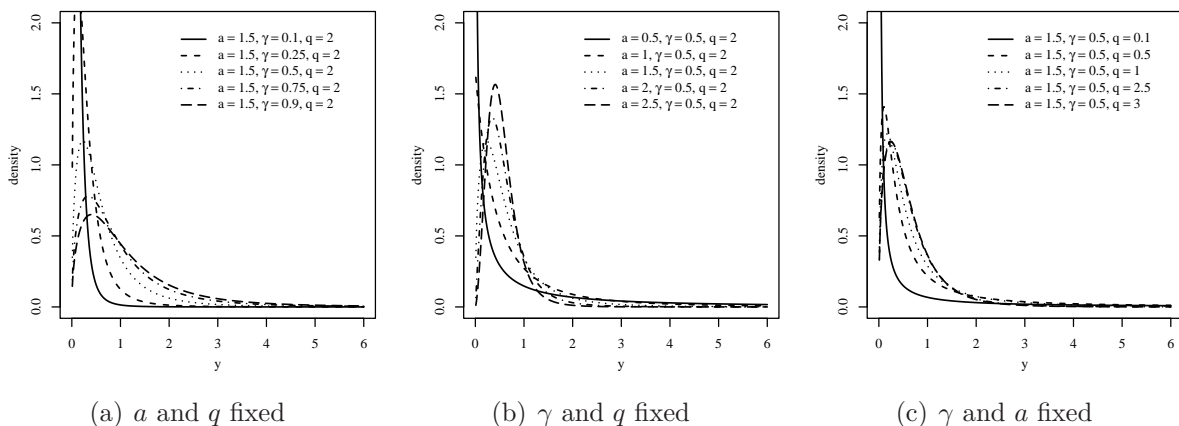 2.0
1.5
1.0
0.5
0.0
density
0 1 2 3 4 5 6
y
a = 1.5, γ = 0.1, q = 2
a = 1.5, γ = 0.25, q = 2
a = 1.5, γ = 0.5, q = 2
a = 1.5, γ = 0.75, q = 2
a = 1.5, γ = 0.9, q = 2
(a) a and q fixed
2.0
1.5
1.0
0.5
0.0
density
0 1 2 3 4 5 6
y
a = 0.5, γ = 0.5, q = 2
a = 1, γ = 0.5, q = 2
a = 1.5, γ = 0.5, q = 2
a = 2, γ = 0.5, q = 2
a = 2.5, γ = 0.5, q = 2
(b) γ and q fixed
2.0
1.5
1.0
0.5
0.0
density
0 1 2 3 4 5 6
y
a = 1.5, γ = 0.5, q = 0.1
a = 1.5, γ = 0.5, q = 0.5
a = 1.5, γ = 0.5, q = 1
a = 1.5, γ = 0.5, q = 2.5
a = 1.5, γ = 0.5, q = 3
(c) γ and a fixed